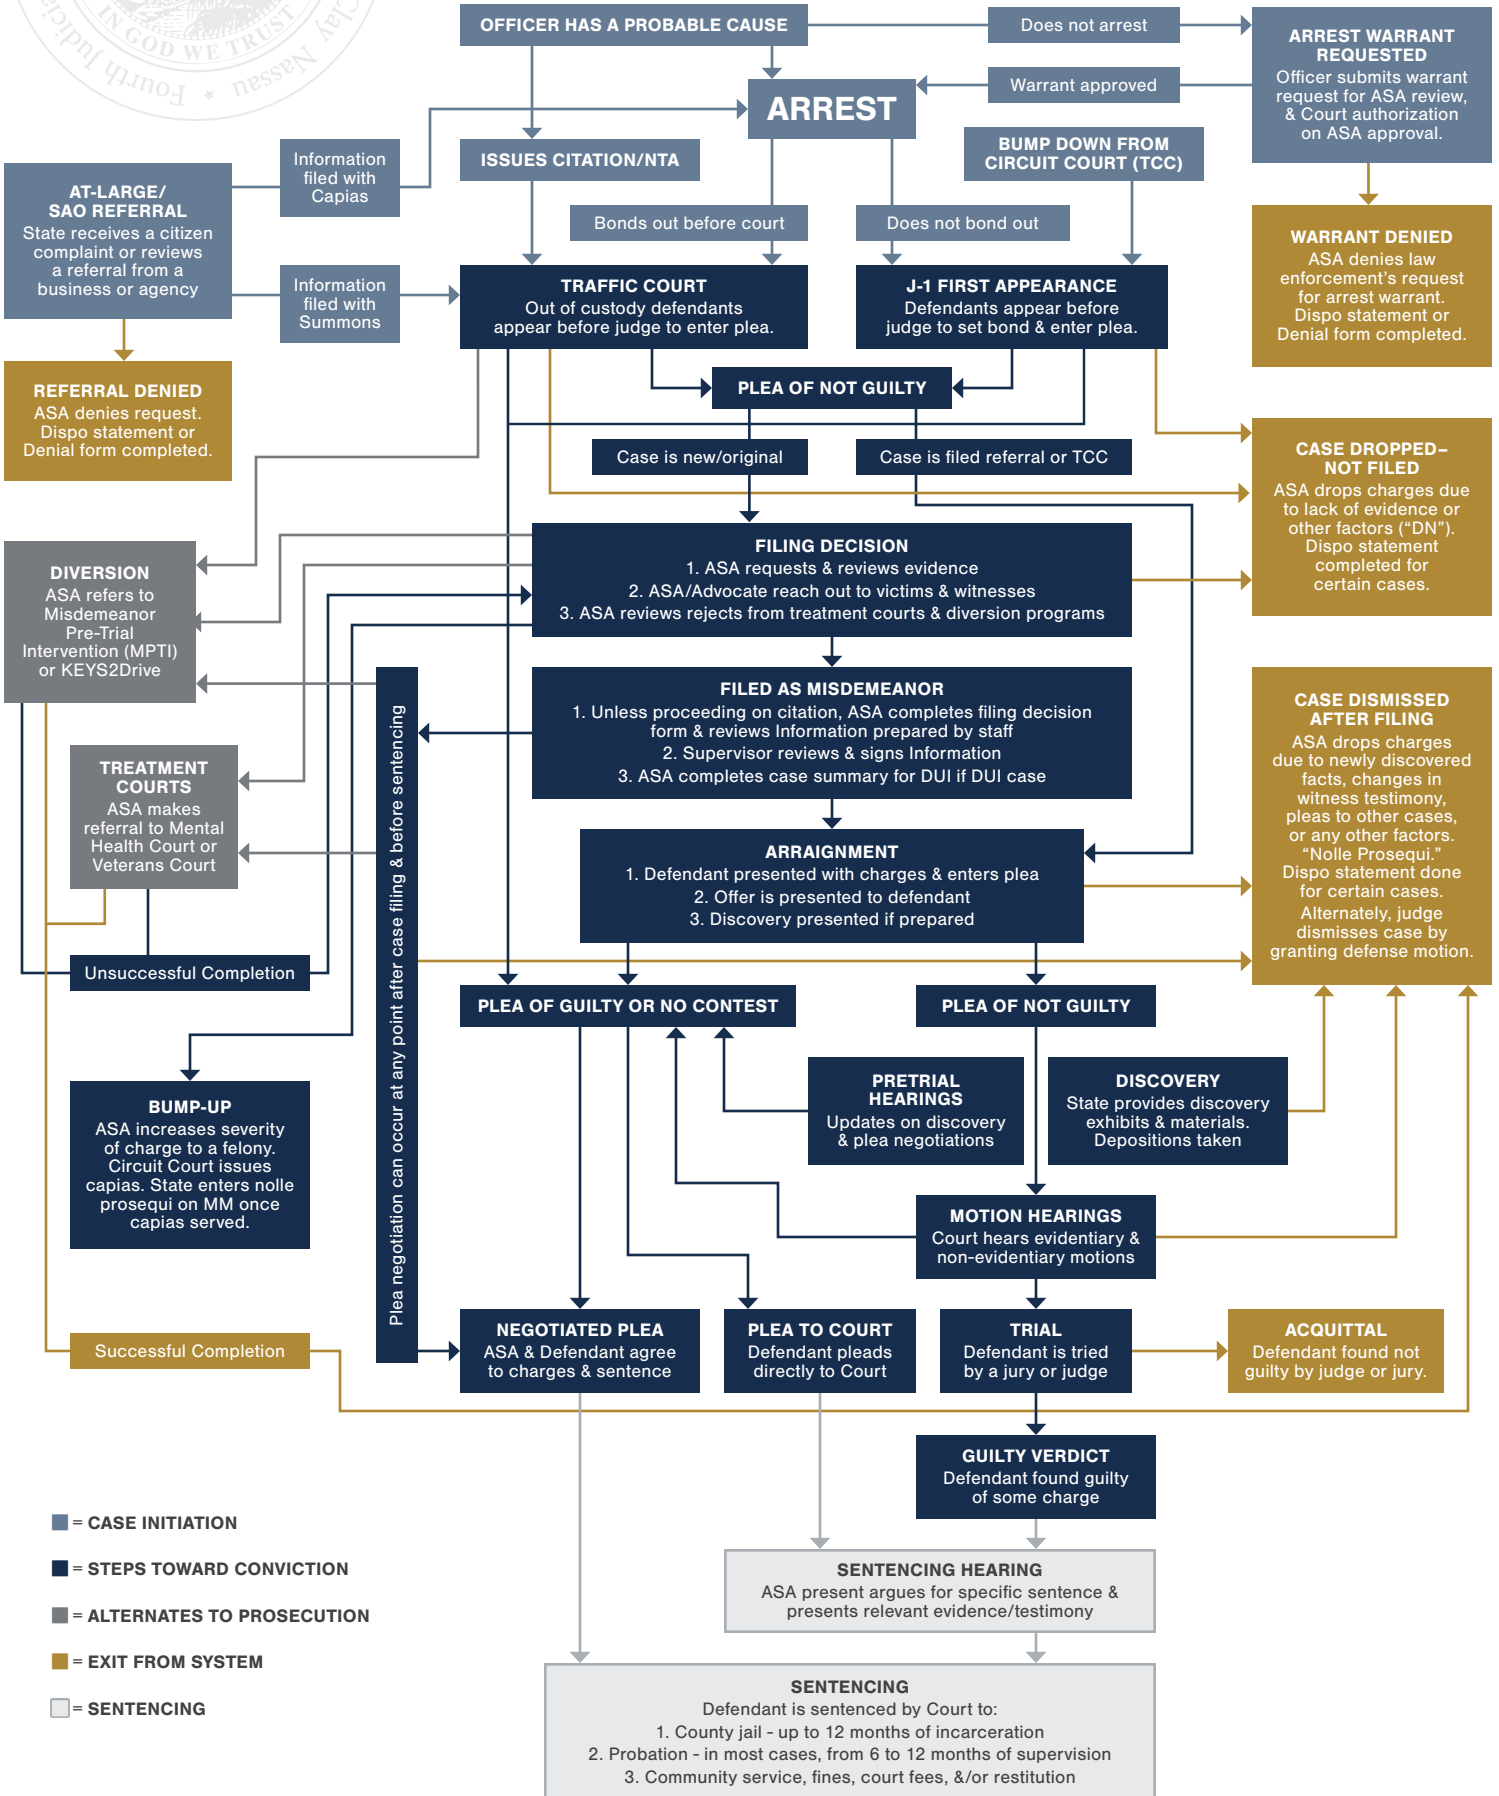 Clay Nassau * Fourth Judicia
IN GOD WE TRUST
OFFICER HAS A PROBABLE CAUSE
Does not arrest
ARREST WARRANT
REQUESTED
Officer submits warrant
request for ASA review,
& Court authorization
on ASA approval.
Warrant approved
ARREST
ISSUES CITATION/NTA
BUMP DOWN FROM
CIRCUIT COURT (TCC)
Information
filed with
Capias
AT-LARGE/
SAO REFERRAL
State receives a citizen
complaint or reviews
a referral from a
business or agency
Bonds out before court
Does not bond out
WARRANT DENIED
ASA denies law
enforcement's request
for arrest warrant.
Dispo statement or
Denial form completed.
Information
filed with
Summons
TRAFFIC COURT
Out of custody defendants
appear before judge to enter plea.
J-1 FIRST APPEARANCE
Defendants appear before
judge to set bond & enter plea.
REFERRAL DENIED
ASA denies request.
Dispo statement or
Denial form completed.
PLEA OF NOT GUILTY
Case is new/original
Case is filed referral or TCC
CASE DROPPED–
NOT FILED
ASA drops charges due
to lack of evidence or
other factors (“DN”).
Dispo statement
completed for
certain cases.
FILING DECISION
1. ASA requests & reviews evidence
2. ASA/Advocate reach out to victims & witnesses
3. ASA reviews rejects from treatment courts & diversion programs
DIVERSION
ASA refers to
Misdemeanor
Pre-Trial
Intervention (MPTI)
or KEYS2Drive
FILED AS MISDEMEANOR
1. Unless proceeding on citation, ASA completes filing decision
form & reviews Information prepared by staff
2. Supervisor reviews & signs Information
3. ASA completes case summary for DUI if DUI case
CASE DISMISSED
AFTER FILING
ASA drops charges
due to newly discovered
facts, changes in
witness testimony,
pleas to other cases,
or any other factors.
“Nolle Prosequi.”
Dispo statement done
for certain cases.
Alternately, judge
dismisses case by
granting defense motion.
TREATMENT
COURTS
ASA makes
referral to Mental
Health Court or
Veterans Court
Plea negotiation can occur at any point after case filing & before sentencing
ARRAIGNMENT
1. Defendant presented with charges & enters plea
2. Offer is presented to defendant
3. Discovery presented if prepared
Unsuccessful Completion
PLEA OF GUILTY OR NO CONTEST
PLEA OF NOT GUILTY
BUMP-UP
ASA increases severity
of charge to a felony.
Circuit Court issues
capias. State enters nolle
prosequi on MM once
capias served.
PRETRIAL
HEARINGS
Updates on discovery
& plea negotiations
DISCOVERY
State provides discovery
exhibits & materials.
Depositions taken
MOTION HEARINGS
Court hears evidentiary &
non-evidentiary motions
Successful Completion
NEGOTIATED PLEA
ASA & Defendant agree
to charges & sentence
PLEA TO COURT
Defendant pleads
directly to Court
TRIAL
Defendant is tried
by a jury or judge
ACQUITTAL
Defendant found not
guilty by judge or jury.
GUILTY VERDICT
Defendant found guilty
of some charge
= CASE INITIATION
= STEPS TOWARD CONVICTION
= ALTERNATES TO PROSECUTION
= EXIT FROM SYSTEM
= SENTENCING
SENTENCING HEARING
ASA present argues for specific sentence &
presents relevant evidence/testimony
SENTENCING
Defendant is sentenced by Court to:
1. County jail - up to 12 months of incarceration
2. Probation - in most cases, from 6 to 12 months of supervision
3. Community service, fines, court fees, &/or restitution